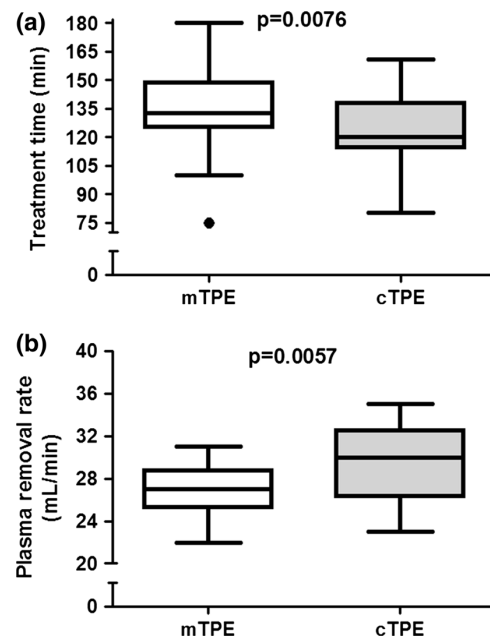 (a)
p=0.0076
Treatment time (min)
180
165
150
135
120
105
90
75
0
mTPE
cTPE
(b)
p=0.0057
Plasma removal rate
(mL/min)
40
36
32
28
24
20
0
mTPE
cTPE